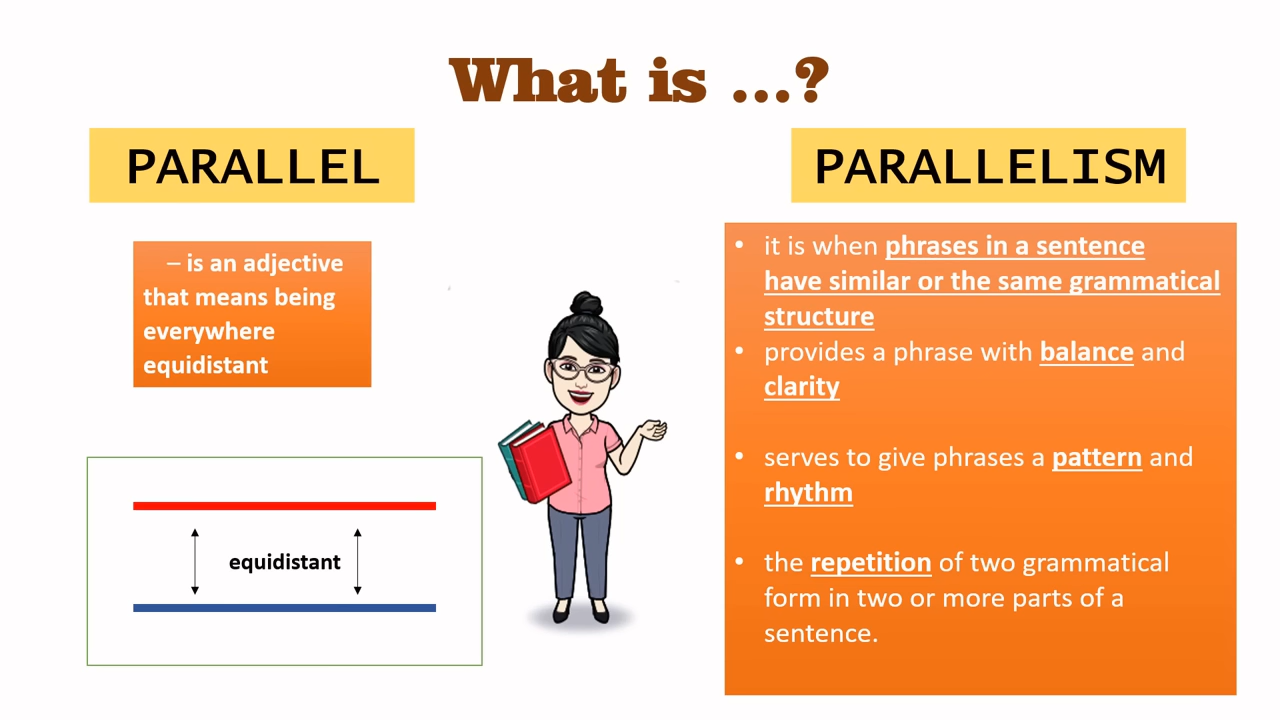 What is ...?
PARALLEL
– is an adjective
that means being
everywhere
equidistant
equidistant
PARALLELISM
• it is when phrases in a sentence
have similar or the same grammatical
structure
• provides a phrase with balance and
clarity
• serves to give phrases a pattern and
rhythm
• the repetition of two grammatical
form in two or more parts of a
sentence.